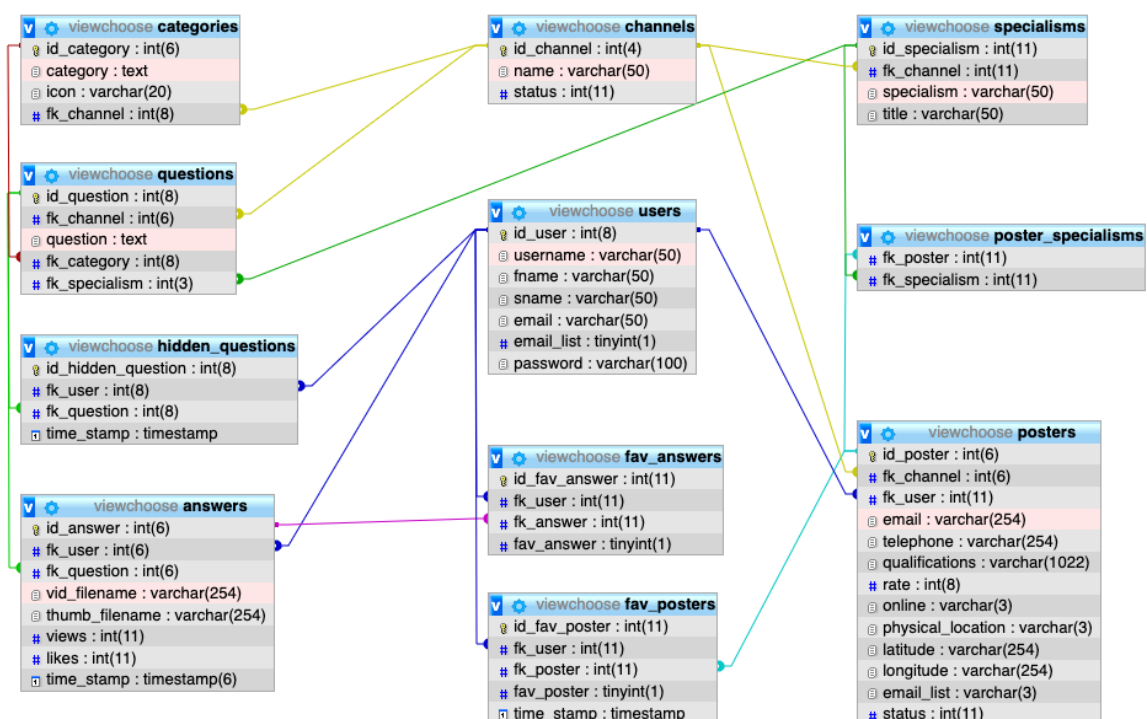 viewchoose categories
id_category : int(6)
category : text
icon : varchar(20)
fk_channel : int(8)
viewchoose channels
id_channel : int(4)
name : varchar(50)
status : int(11)
viewchoose specialisms
id_specialism : int(11)
fk_channel : int(11)
specialism : varchar(50)
title : varchar(50)
viewchoose questions
id_question : int(8)
fk_channel : int(6)
question : text
fk_category : int(8)
fk_specialism : int(3)
viewchoose users
id_user : int(8)
username : varchar(50)
fname : varchar(50)
sname : varchar(50)
email : varchar(50)
email_list : tinyint(1)
password : varchar(100)
viewchoose poster_specialisms
fk_poster : int(11)
fk_specialism : int(11)
viewchoose hidden_questions
id_hidden_question : int(8)
fk_user : int(8)
fk_question : int(8)
time_stamp : timestamp
viewchoose answers
id_answer : int(6)
fk_user : int(6)
fk_question : int(6)
vid_filename : varchar(254)
thumb_filename : varchar(254)
views : int(11)
likes : int(11)
time_stamp : timestamp(6)
viewchoose fav_answers
id_fav_answer : int(11)
fk_user : int(11)
fk_answer : int(11)
fav_answer : tinyint(1)
viewchoose fav_posters
id_fav_poster : int(11)
fk_user : int(11)
fk_poster : int(11)
fav_poster : tinyint(1)
time_stamp : timestamp
viewchoose posters
id_poster : int(6)
fk_channel : int(6)
fk_user : int(11)
email : varchar(254)
telephone : varchar(254)
qualifications : varchar(1022)
rate : int(8)
online : varchar(3)
physical_location : varchar(3)
latitude : varchar(254)
longitude : varchar(254)
email_list : varchar(3)
status : int(11)